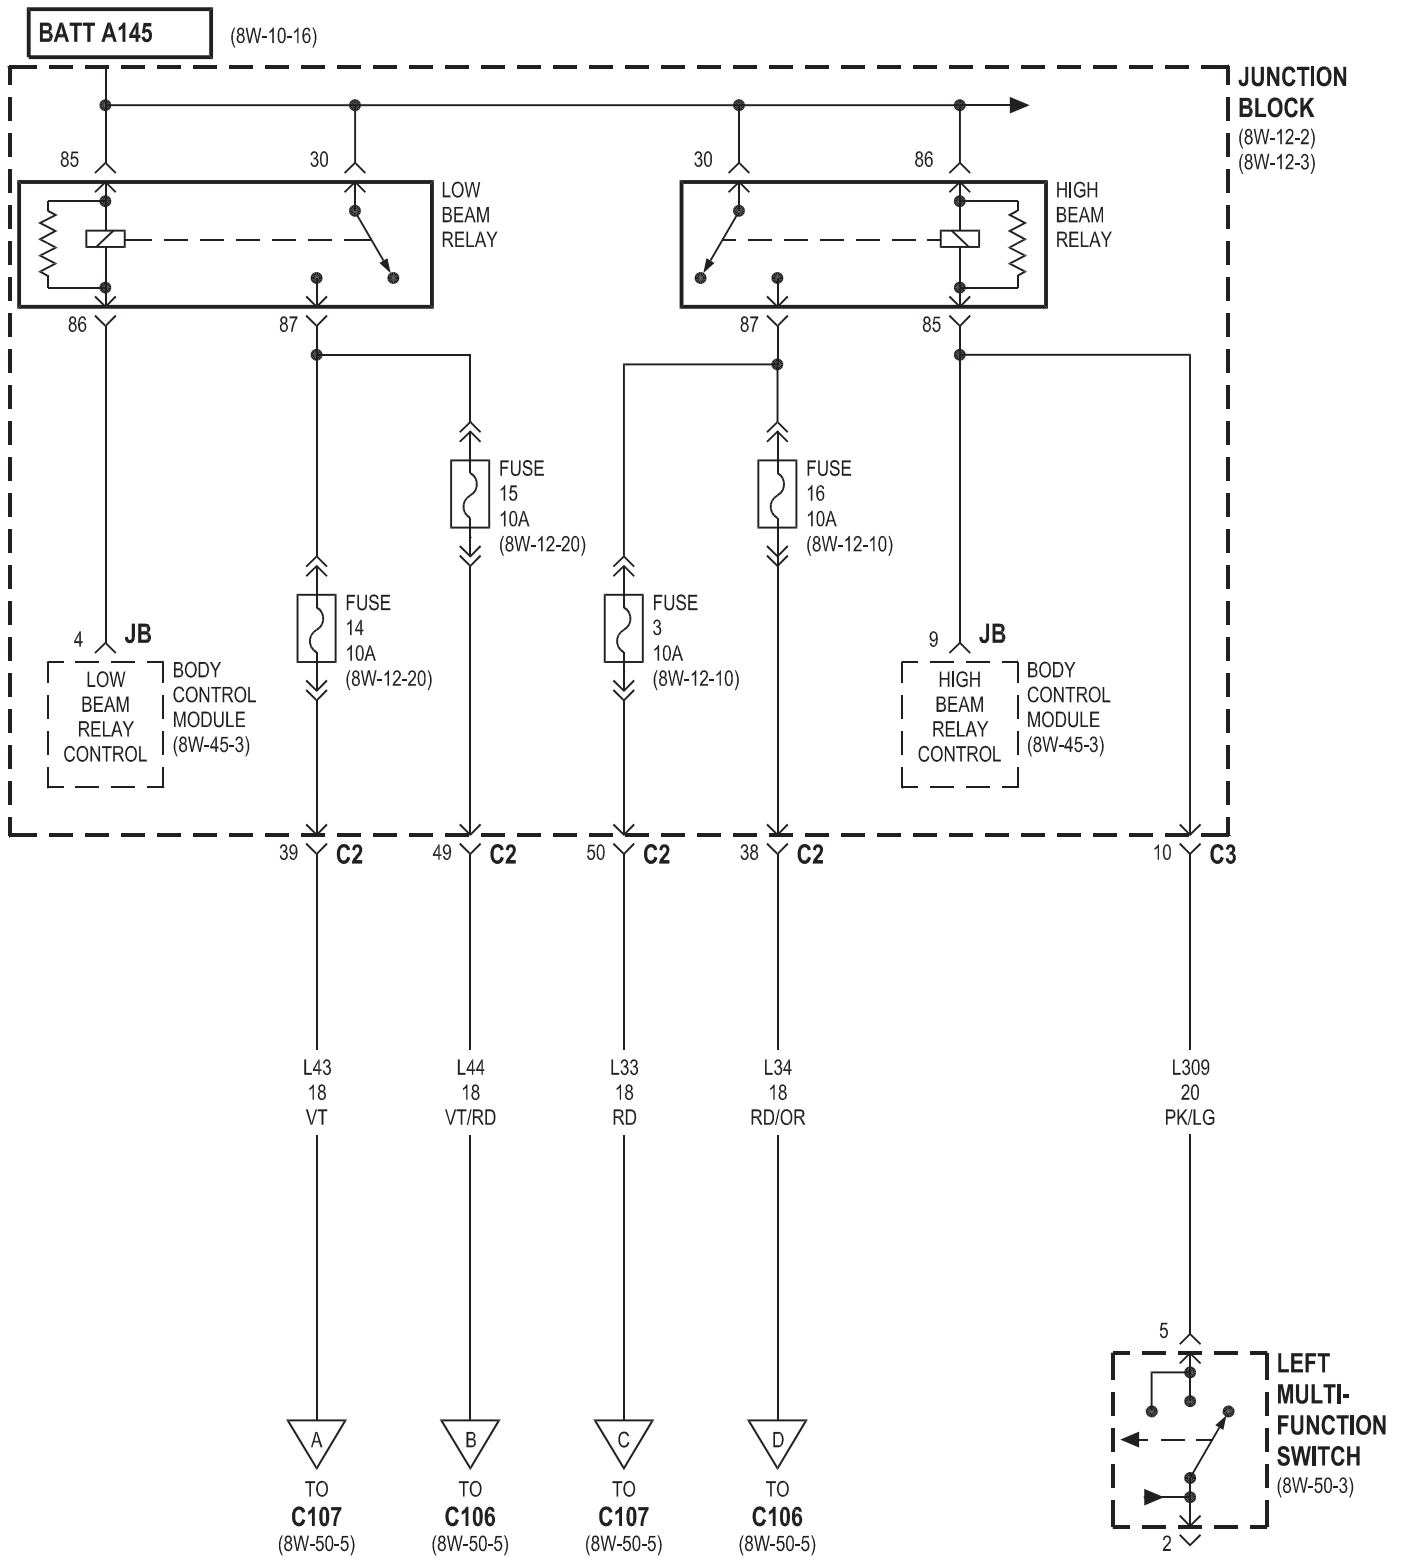 BATT A145
(8W-10-16)
JUNCTION
BLOCK
(8W-12-2)
(8W-12-3)
85
30
30
86
LOW
BEAM
RELAY
HIGH
BEAM
RELAY
86
87
87
85
FUSE
15
10A
(8W-12-20)
FUSE
16
10A
(8W-12-10)
FUSE
14
10A
(8W-12-20)
FUSE
3
10A
(8W-12-10)
4
JB
LOW
BEAM
RELAY
CONTROL
BODY
CONTROL
MODULE
(8W-45-3)
9
JB
HIGH
BEAM
RELAY
CONTROL
BODY
CONTROL
MODULE
(8W-45-3)
39
C2
49
C2
50
C2
38
C2
10
C3
L43
18
VT
L44
18
VT/RD
L33
18
RD
L34
18
RD/OR
L309
20
PK/LG
5
LEFT
MULTI-
FUNCTION
SWITCH
(8W-50-3)
2
A
TO
C107
(8W-50-5)
B
TO
C106
(8W-50-5)
C
TO
C107
(8W-50-5)
D
TO
C106
(8W-50-5)